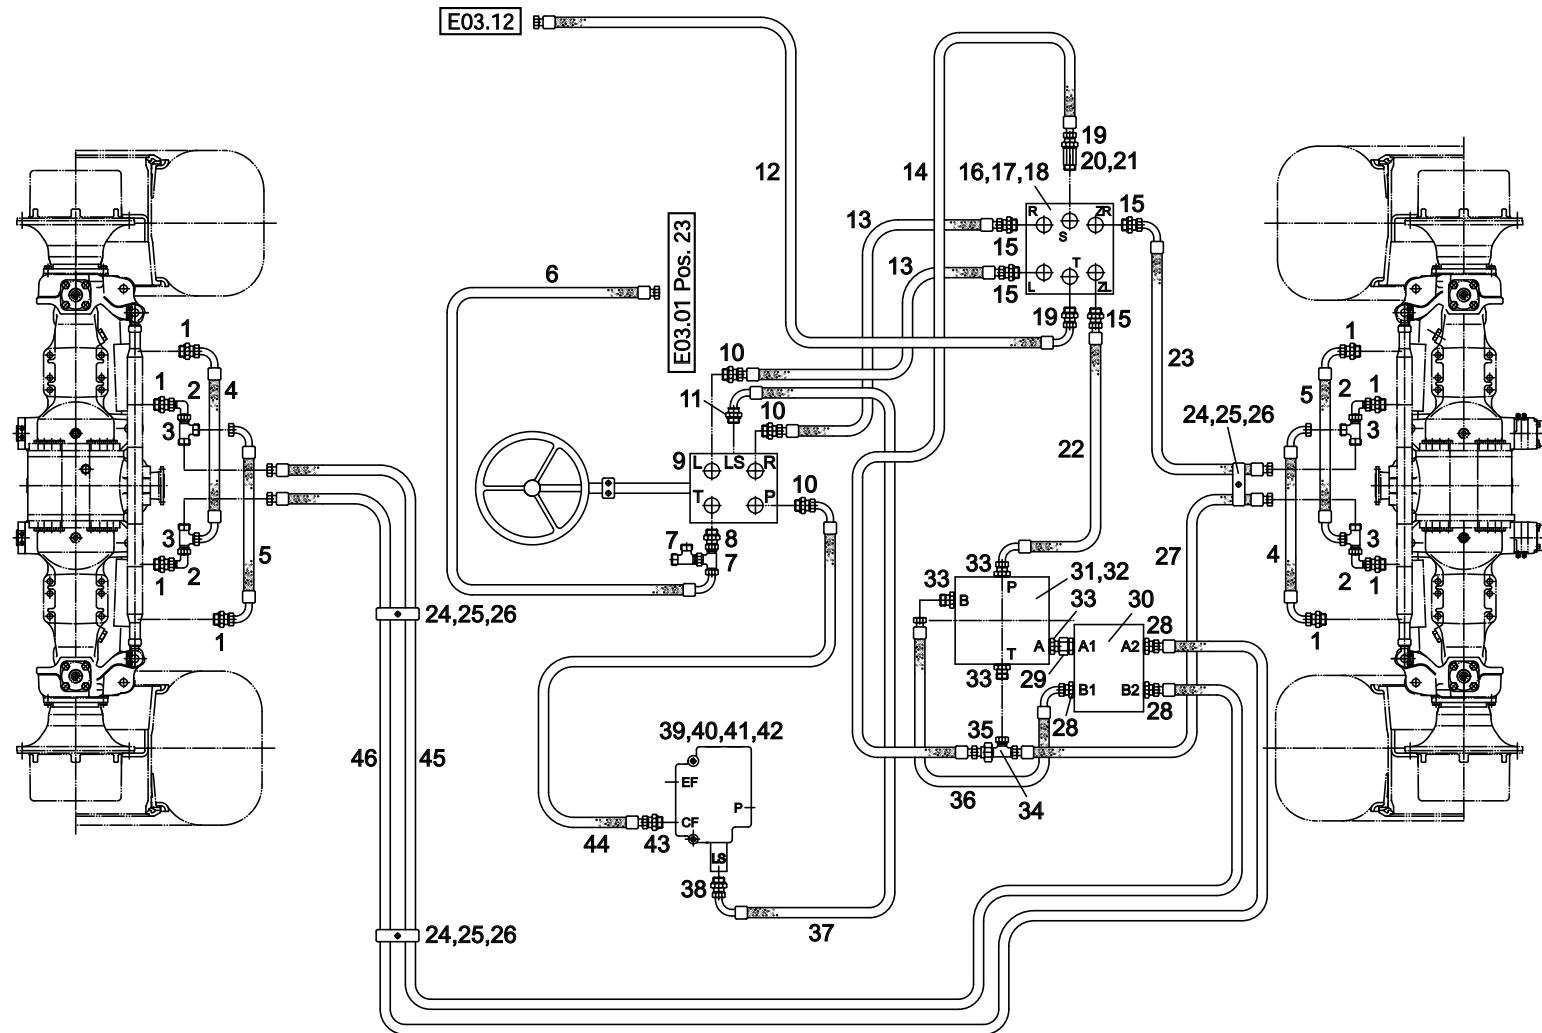 E03.12
19
20,21
12
14
16,17,18
15
R
ZR
S
13
15
E03.01 Pos. 23
6
13
T
L
ZL
15
19
15
1
4
1
2
3
10
11
10
23
1
5
2
1
3
24,25,26
22
9
L
LS
R
T
P
10
3
5
1
2
7
8
7
27
4
3
2
1
33
P
31,32
33
B
30
28
24,25,26
1
A
A1
A2
T
33
29
B1
B2
28
28
1
39,40,41,42
35
46
45
EF
P
36
34
CF
44
43
LS
38
24,25,26
37